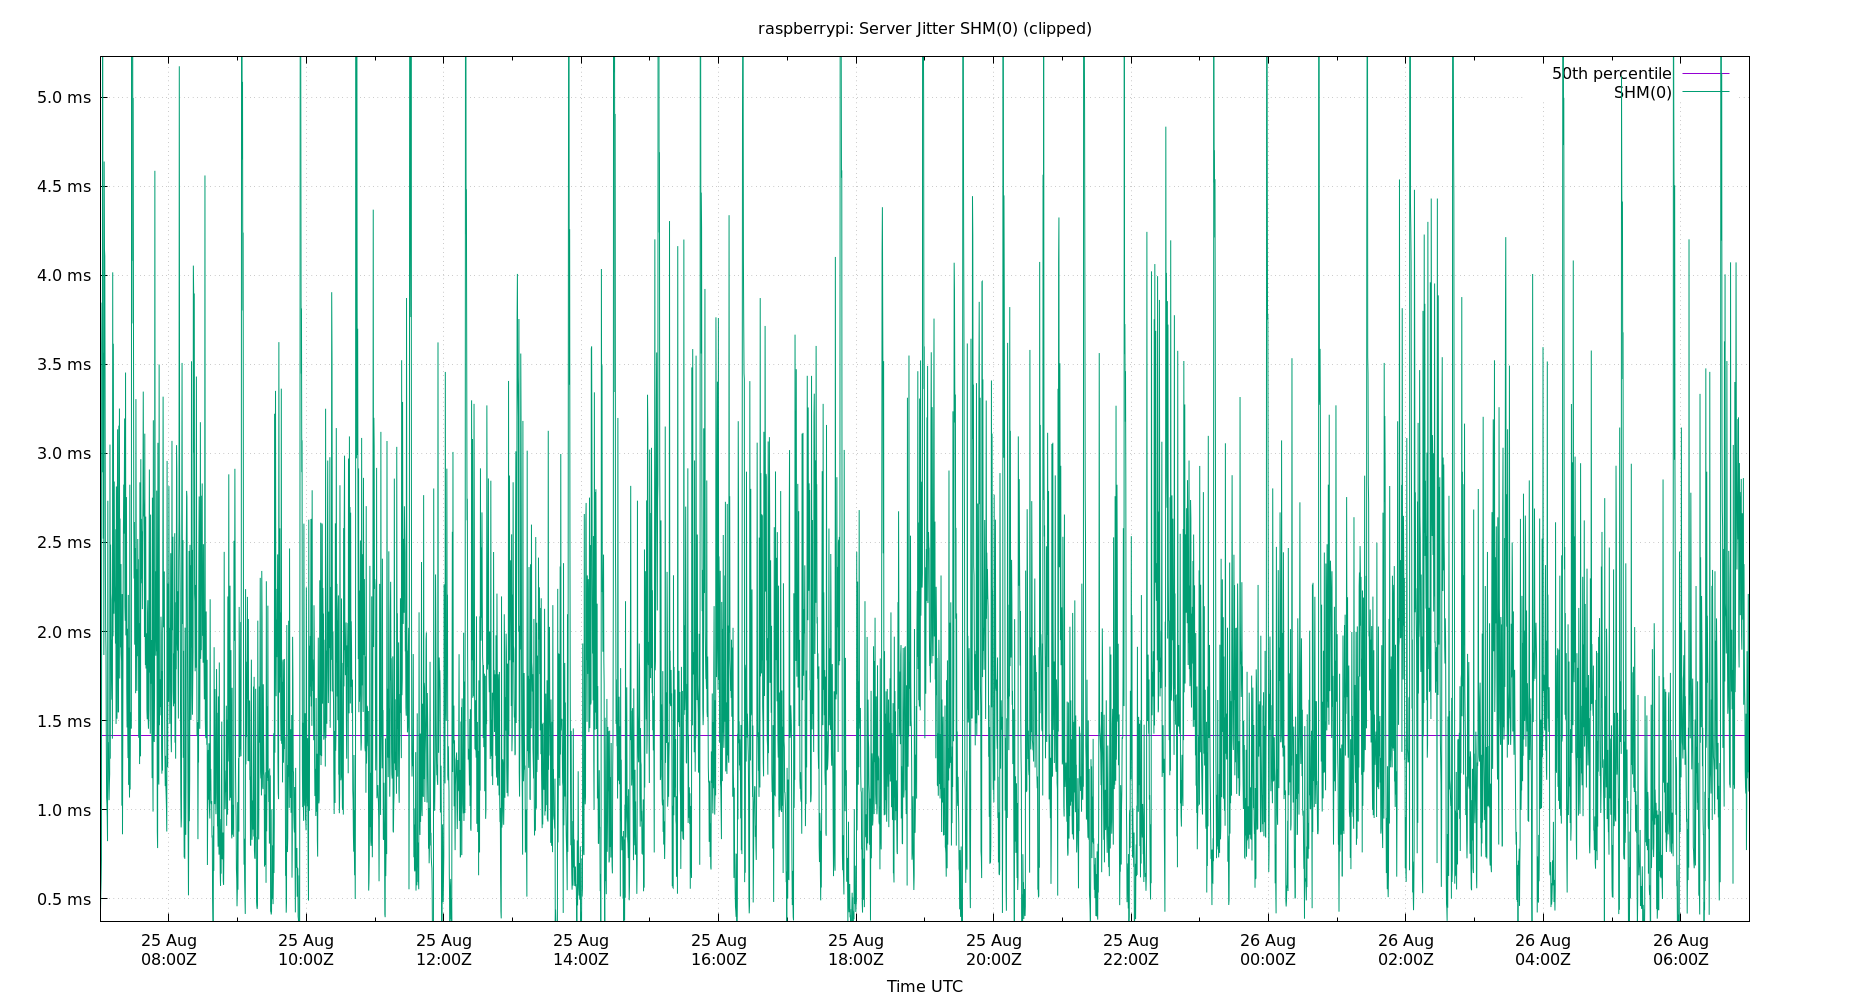 raspberrypi: Server Jitter SHM(0) (clipped)
50th percentile
SHM(0)
5.0 ms
4.5 ms
4.0 ms
3.5 ms
3.0 ms
2.5 ms
2.0 ms
1.5 ms
1.0 ms
0.5 ms
25 Aug 25 Aug 25 Aug 25 Aug 25 Aug 25 Aug 25 Aug 25 Aug 26 Aug 26 Aug 26 Aug 26 Aug
08:00Z 10:00Z 12:00Z 14:00Z 16:00Z 18:00Z 20:00Z 22:00Z 00:00Z 02:00Z 04:00Z 06:00Z
Time UTC